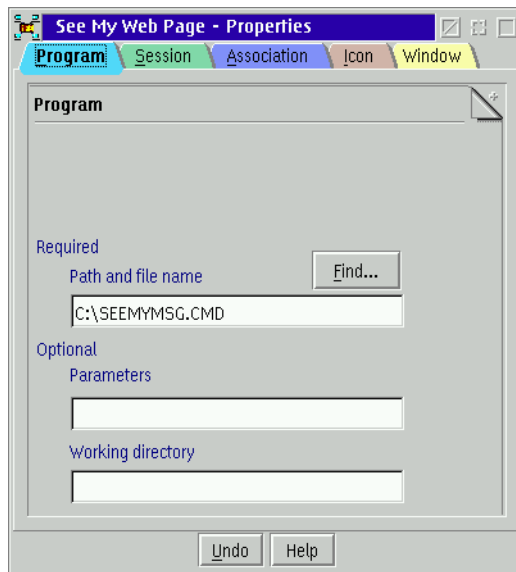 See My Web Page - Properties
Program Session Association Icon Window
Program
Required
Find...
Path and file name
C:\SEEMYMSG.CMD
Optional
Parameters
Working directory
Undo Help